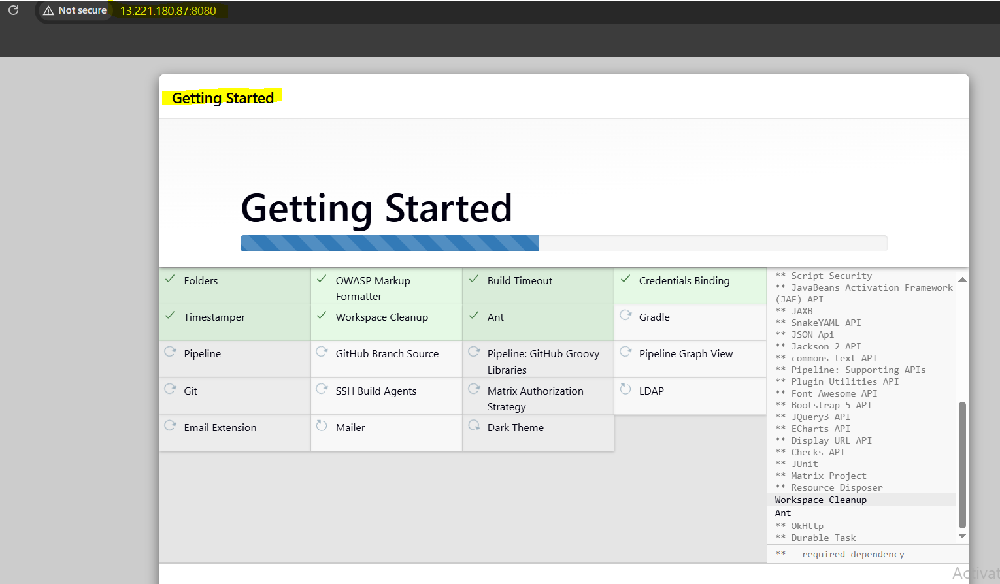 Not secure 13.221.180.87:8080
Getting Started
Getting Started
Folders
OWASP Markup
Formatter
Build Timeout
Credentials Binding
Timestamper
Workspace Cleanup
Ant
Gradle
Pipeline
GitHub Branch Source
Pipeline: GitHub Groovy
Libraries
Pipeline Graph View
Git
SSH Build Agents
Matrix Authorization
Strategy
LDAP
Email Extension
Mailer
Dark Theme
** Script Security
** JavaBeans Activation Framework
(JAF) API
** JAXB
** SnakeYAML API
** JSON Api
** Jackson 2 API
** commons-text API
** Pipeline: Supporting APIs
** Plugin Utilities API
** Font Awesome API
** Bootstrap 5 API
** JQuery3 API
** ECharts API
** Display URL API
** Checks API
** JUnit
** Matrix Project
** Resource Disposer
Workspace Cleanup
Ant
** OkHttp
** Durable Task
** - required dependency
Activat